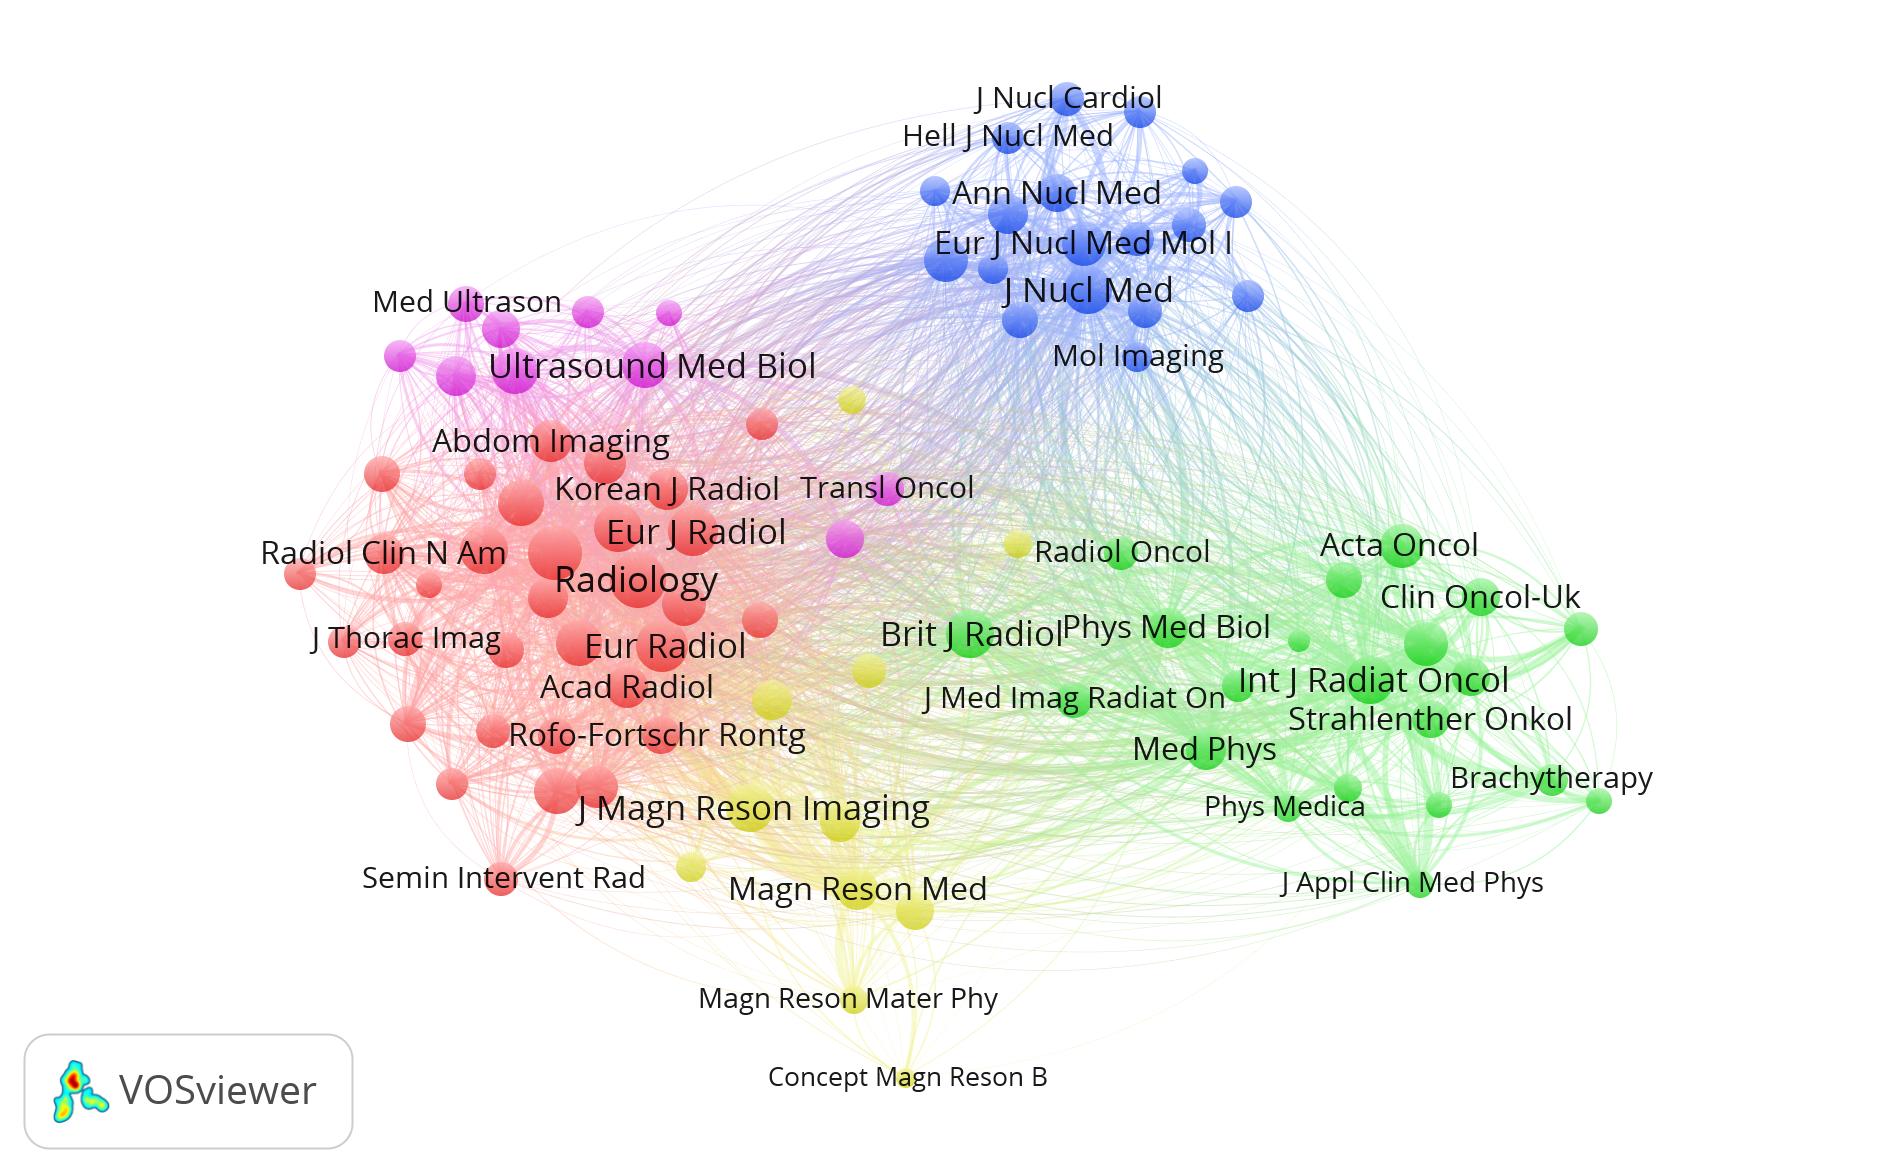 J Nucl Cardiol
Hell J Nucl Med
Ann Nucl Med
Eur J Nucl Med Mol I
J Nucl Med
Med Ultrason
Mol Imaging
Ultrasound Med Biol
Abdom Imaging
Korean J Radiol
Transl Oncol
Eur J Radiol
Acta Oncol
Radiol Clin N Am
Radiol Oncol
Radiology
Clin Oncol-Uk
Phys Med Biol
Brit J Radiol
J Thorac Imag
Eur Radiol
Int J Radiat Oncol
Acad Radiol
J Med Imag Radiat On
Strahlenther Onkol
Rofo-Fortschr Rontg
Med Phys
Brachytherapy
Phys Medica
J Magn Reson Imaging
Semin Intervent Rad
J Appl Clin Med Phys
Magn Reson Med
Magn Reson Mater Phy
Concept Magn Reson B
VOSviewer